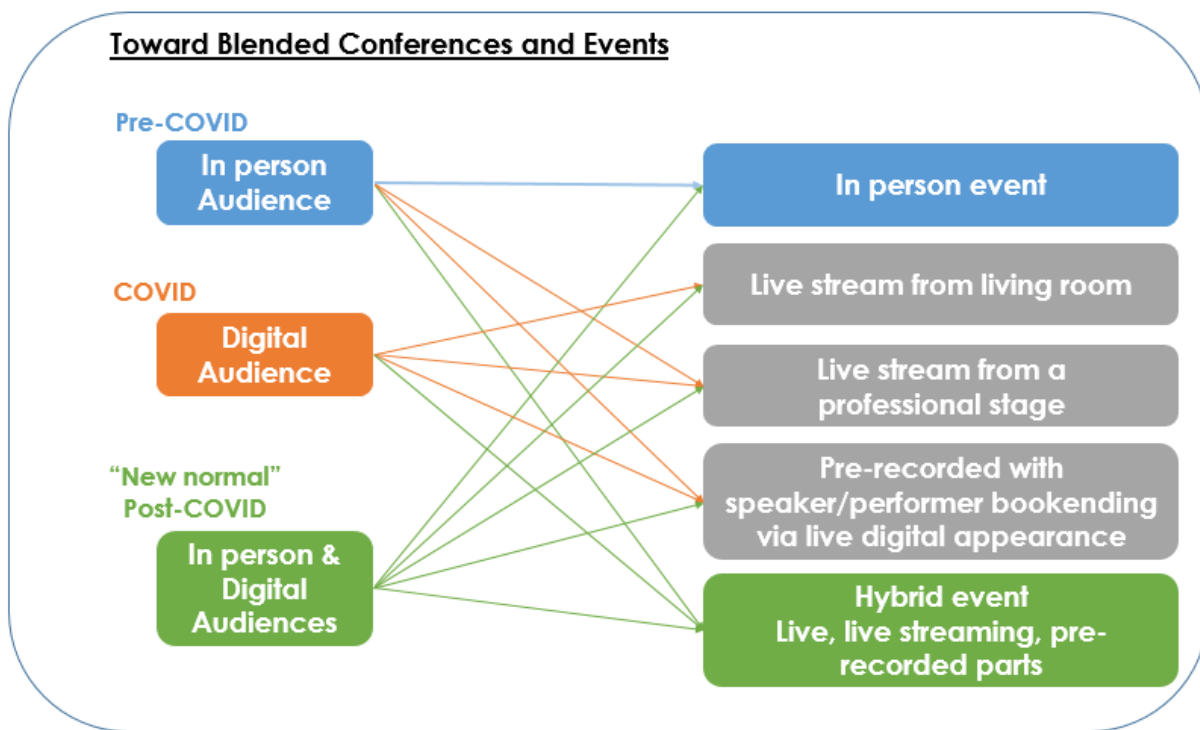 Toward Blended Conferences and Events
Pre-COVID
In person
Audience
In person event
COVID
Digital
Audience
Live stream from living room
Live stream from a
professional stage
“New normal”
Post-COVID
In person &
Digital
Audiences
Pre-recorded with
speaker/performer bookending
via live digital appearance
Hybrid event
Live, live streaming, pre-
recorded parts